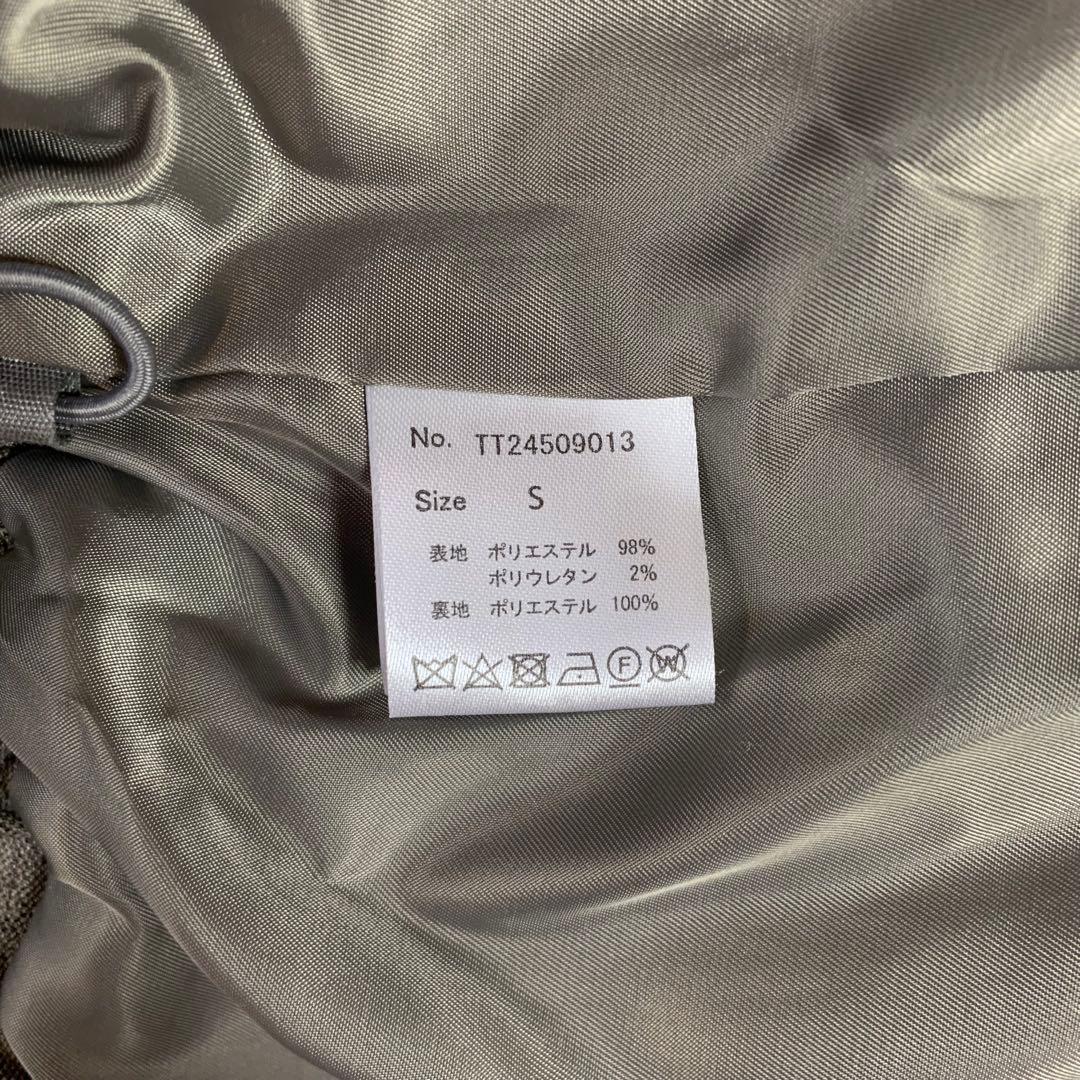 No. TT24509013
Size S
表地 ポリエステル 98%
ポリウレタン 2%
裏地 ポリエステル 100%
F W